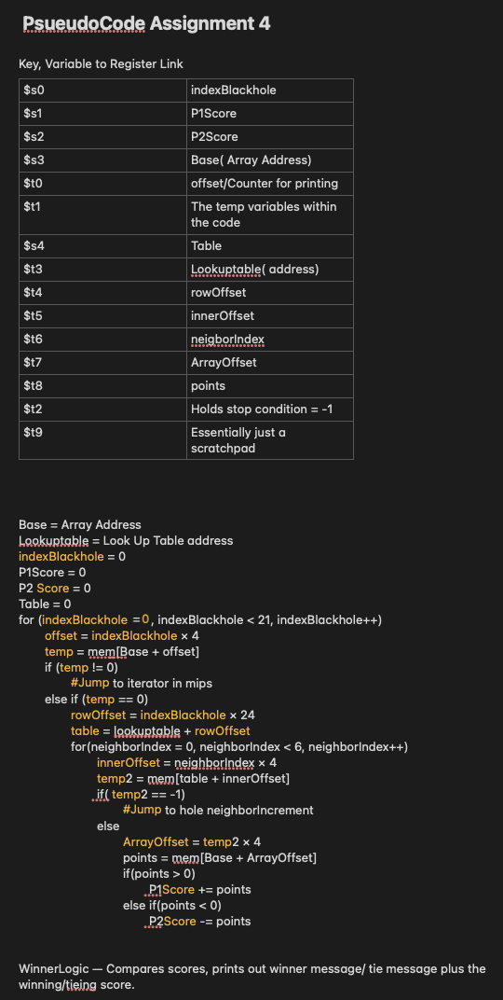 PsueudoCode Assignment 4
Key, Variable to Register Link
$s0 indexBlackhole
$s1 P1Score
$s2 P2Score
$s3 Base( Array Address)
$t0 offset/Counter for printing
$t1 The temp variables within
the code
$s4 Table
$t3 Lookuptable( address)
$t4 rowOffset
$t5 innerOffset
$t6 neigborIndex
$t7 ArrayOffset
$t8 points
$t2 Holds stop condition = -1
$t9 Essentially just a
scratchpad
Base = Array Address
Lookuptable = Look Up Table address
indexBlackhole = 0
P1Score = 0
P2 Score = 0
Table = 0
for (indexBlackhole =0, indexBlackhole < 21, indexBlackhole++)
offset = indexBlackhole × 4
temp = mem[Base + offset]
if (temp != 0)
#Jump to iterator in mips
else if (temp == 0)
rowOffset = indexBlackhole × 24
table = lookuptable + rowOffset
for(neighborIndex = 0, neighborIndex < 6, neighborIndex++)
innerOffset = neighborIndex × 4
temp2 = mem[table + innerOffset]
if( temp2 == -1)
#Jump to hole neighborIncrement
else
ArrayOffset = temp2 × 4
points = mem[Base + ArrayOffset]
if(points > 0)
P1Score += points
else if(points < 0)
P2Score -= points
WinnerLogic — Compares scores, prints out winner message/ tie message plus the
winning/tieing score.